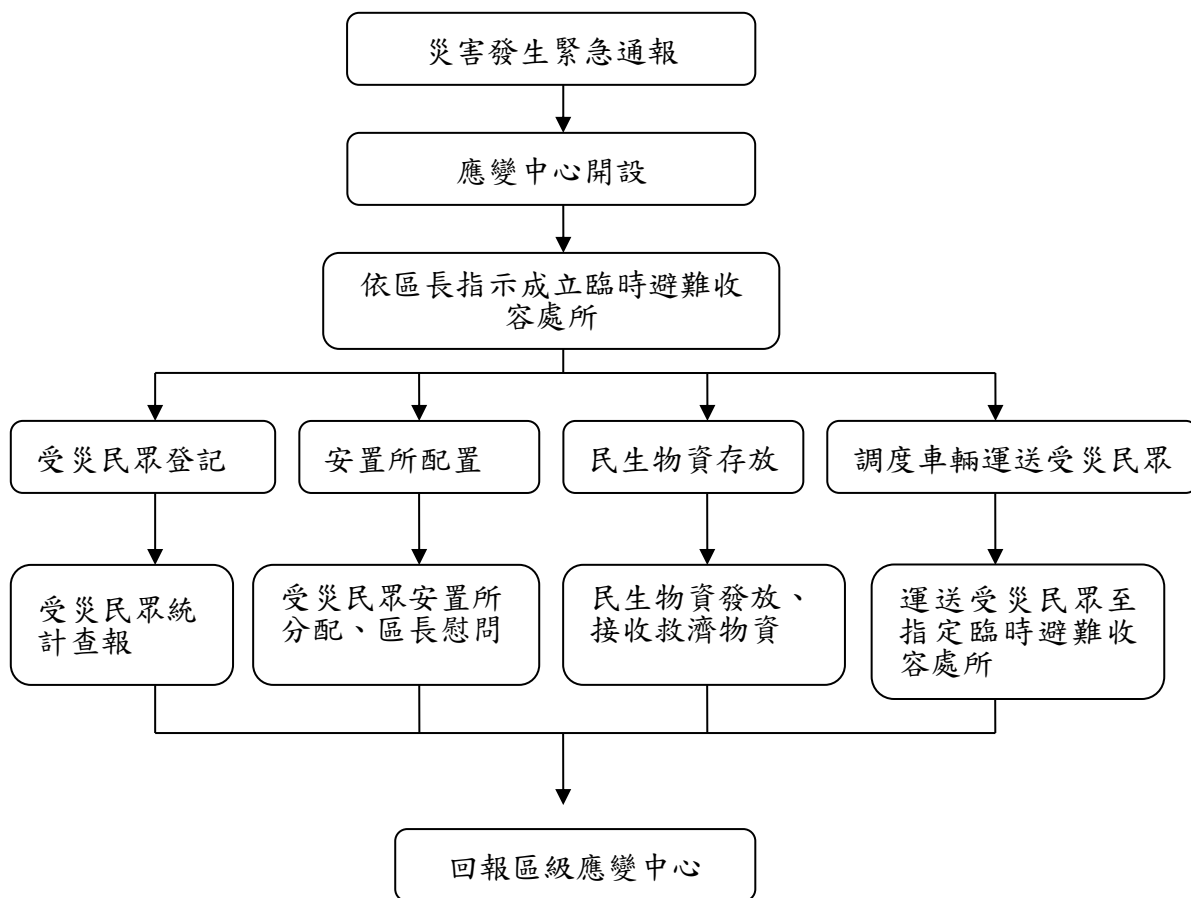 災害發生緊急通報
應變中心開設
依區長指示成立臨時避難收
容處所
受災民眾登記
安置所配置
民生物資存放
調度車輛運送受災民眾
受災民眾統
計查報
受災民眾安置所
分配、區長慰問
民生物資發放、
接收救濟物資
運送受災民眾至
指定臨時避難收
容處所
回報區級應變中心